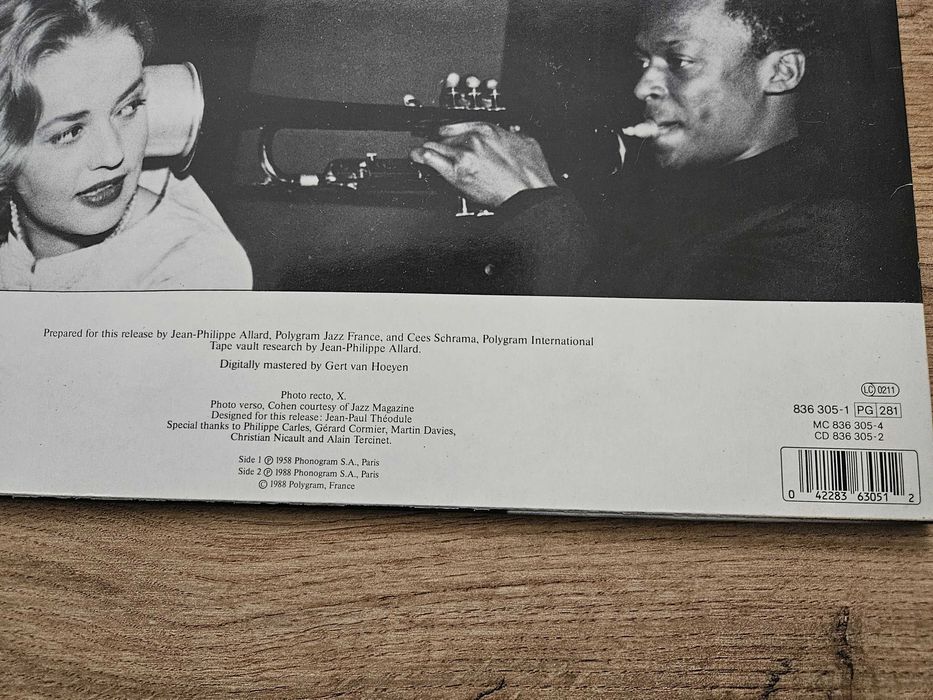 Prepared for this release by Jean-Philippe Allard, Polygram Jazz France, and Cees Schrama, Polygram International
Tape vault research by Jean-Philippe Allard.
Digitally mastered by Gert van Hoeyen
Photo recto, X.
Photo verso, Cohen courtesy of Jazz Magazine
Designed for this release: Jean-Paul Théodule
Special thanks to Philippe Carles, Gérard Cormier, Martin Davies,
Christian Nicault and Alain Tercinet.
Side 1 ℗ 1958 Phonogram S.A., Paris
Side 2 ℗ 1988 Phonogram S.A., Paris
© 1988 Polygram, France
LC 0211
836 305-1 PG 281
MC 836 305-4
CD 836 305-2
0 42283 63051 2